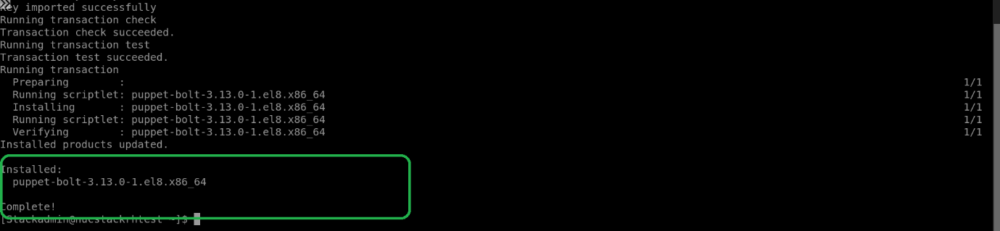 Key imported successfully
Running transaction check
Transaction check succeeded.
Running transaction test
Transaction test succeeded.
Running transaction
  Preparing        :                                                                                                                                      1/1
  Running scriptlet: puppet-bolt-3.13.0-1.el8.x86_64                                                                                                      1/1
  Installing       : puppet-bolt-3.13.0-1.el8.x86_64                                                                                                      1/1
  Running scriptlet: puppet-bolt-3.13.0-1.el8.x86_64                                                                                                      1/1
  Verifying        : puppet-bolt-3.13.0-1.el8.x86_64                                                                                                      1/1
Installed products updated.

Installed:
  puppet-bolt-3.13.0-1.el8.x86_64

Complete!
[Stackadmin@nucstackrhtest ~]$